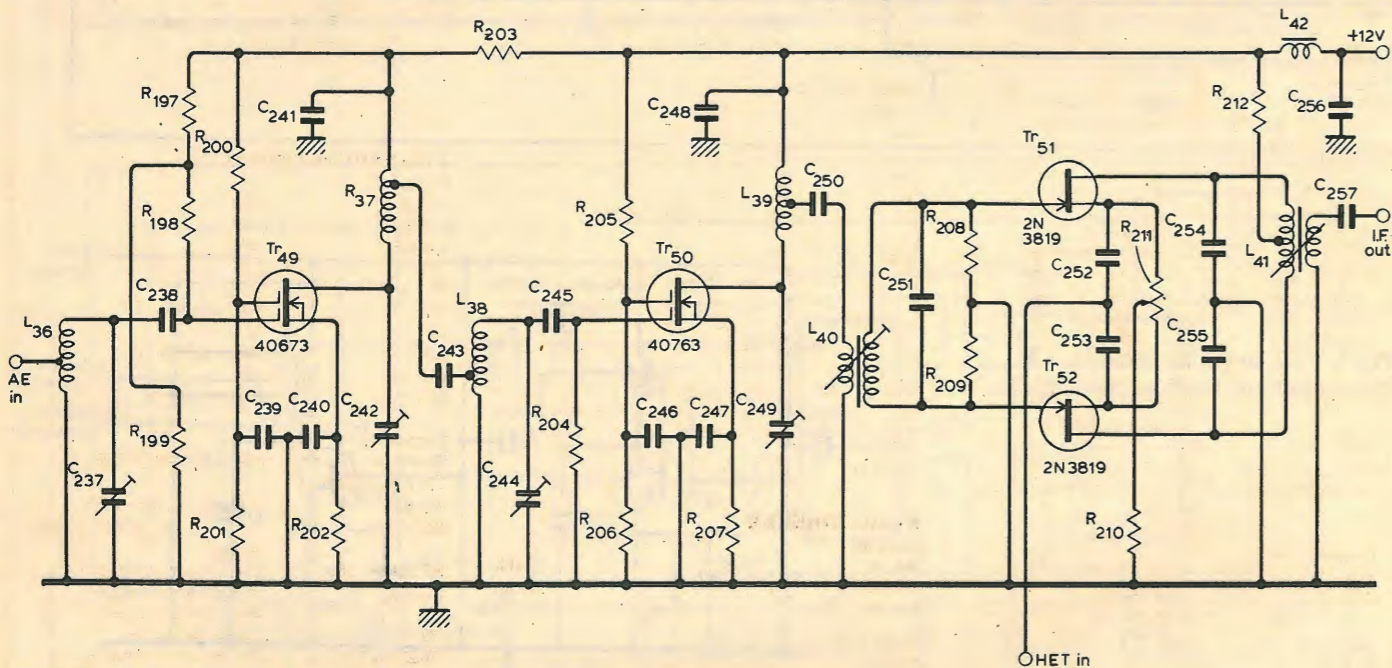 L42
+12V
R203
R197
C241
C248
R212
C256
R200
Tr51
R37
L39
C250
C257
R198
R205
R208
2N
3819
R211
C254
I.F.
out
Tr49
Tr50
C252
L41
C238
L38
C245
C251
L36
40673
40763
L40
C253
C255
AE
in
C243
R209
Tr52
C239
C240
C242
R204
C246
C247
C249
R199
2N3819
C237
C244
R201
R202
R206
R207
R210
HET in